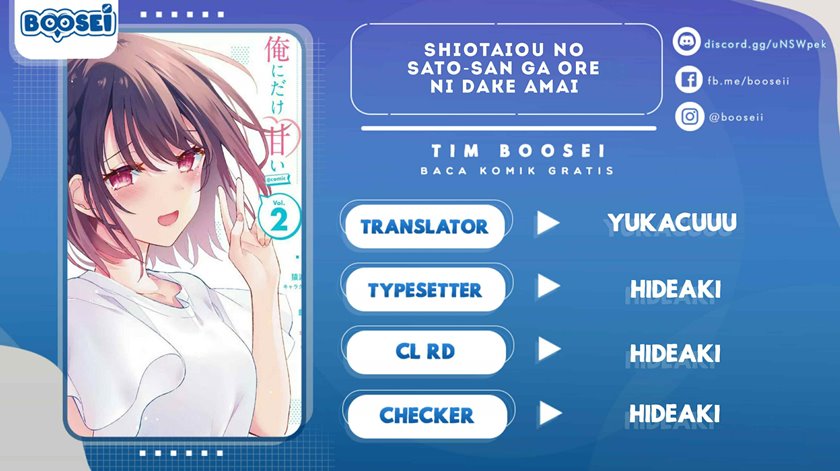 BOOSEI
俺にだけ
甘い
@comic
Vol.
2
SHIOTAIOU NO
SATO-SAN GA ORE
NI DAKE AMAI
discord.gg/uNSWpek
fb.me/booseii
@booseii
TIM BOOSEI
BACA KOMIK GRATIS
TRANSLATOR
YUKACUUU
TYPESETTER
HIDEAKI
CL RD
HIDEAKI
CHECKER
HIDEAKI